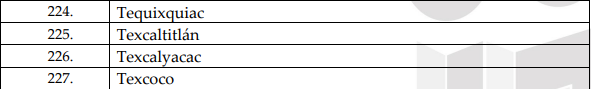 224. Tequixquiac
225. Texcaltitlán
226. Texcalyacac
227. Texcoco